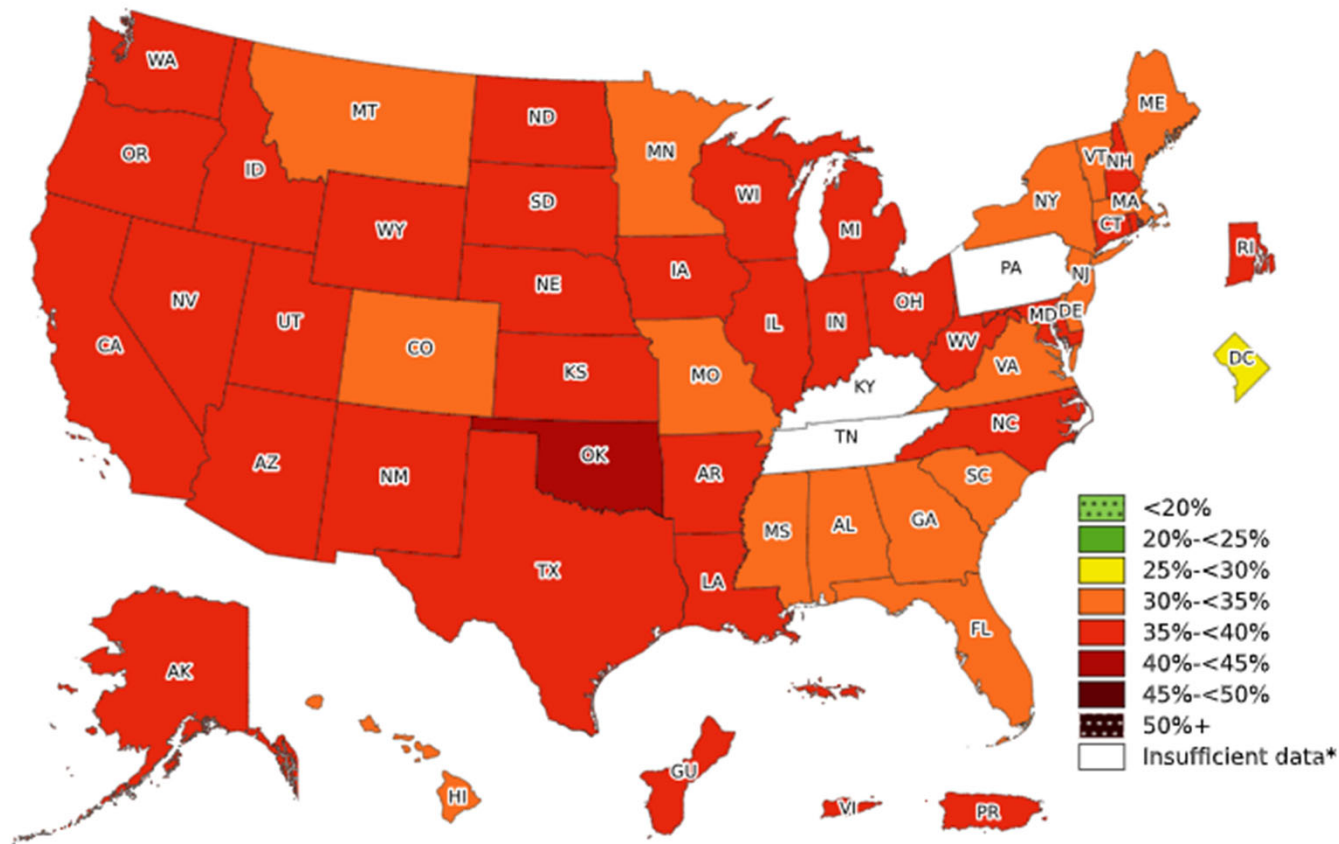 WA
MT
ND
MN
ME
OR
ID
VT
NH
SD
WI
NY
MA
WY
MI
CT
RI
IA
PA
NJ
NE
NV
OH
UT
IL
IN
MD
DE
CA
CO
WV
DC
KS
MO
VA
KY
NC
TN
AZ
NM
OK
AR
SC
MS
AL
GA
TX
LA
FL
AK
HI
GU
VI
PR
<20%
20%-<25%
25%-<30%
30%-<35%
35%-<40%
40%-<45%
45%-<50%
50%+
Insufficient data*